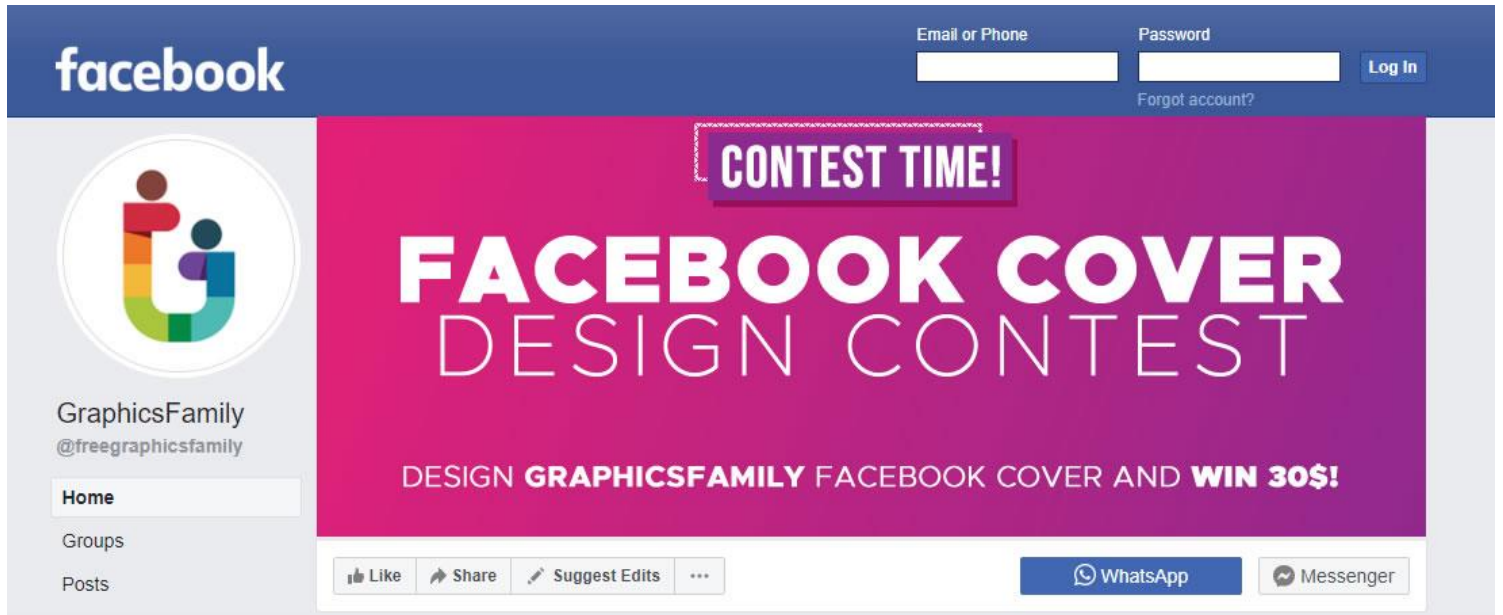 facebook
Email or Phone
Password
Log In
Forgot account?
CONTEST TIME!
FACEBOOK COVER
DESIGN CONTEST
DESIGN GRAPHICSFAMILY FACEBOOK COVER AND WIN 30$!
GraphicsFamily
@freegraphicsfamily
Home
Groups
Posts
Like
Share
Suggest Edits
WhatsApp
Messenger